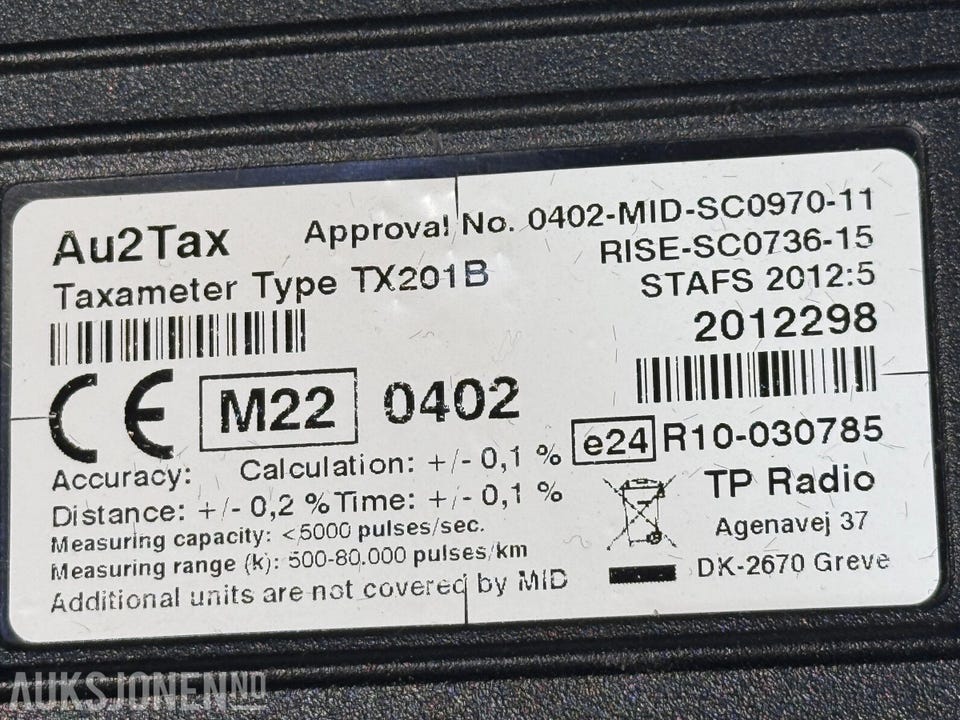 Au2Tax
Approval No. 0402-MID-SC0970-11
RISE-SC0736-15
Taxameter Type TX201B
STAFS 2012:5
2012298
CE M22 0402
e24 R10-030785
Accuracy: Calculation: +/- 0,1 %
Distance: +/- 0,2 % Time: +/- 0,1 %
Measuring capacity: <5000 pulses/sec.
Measuring range (k): 500-80.000 pulses/km
Additional units are not covered by MID
TP Radio
Agenavej 37
DK-2670 Greve
AUKSJONEN.NO